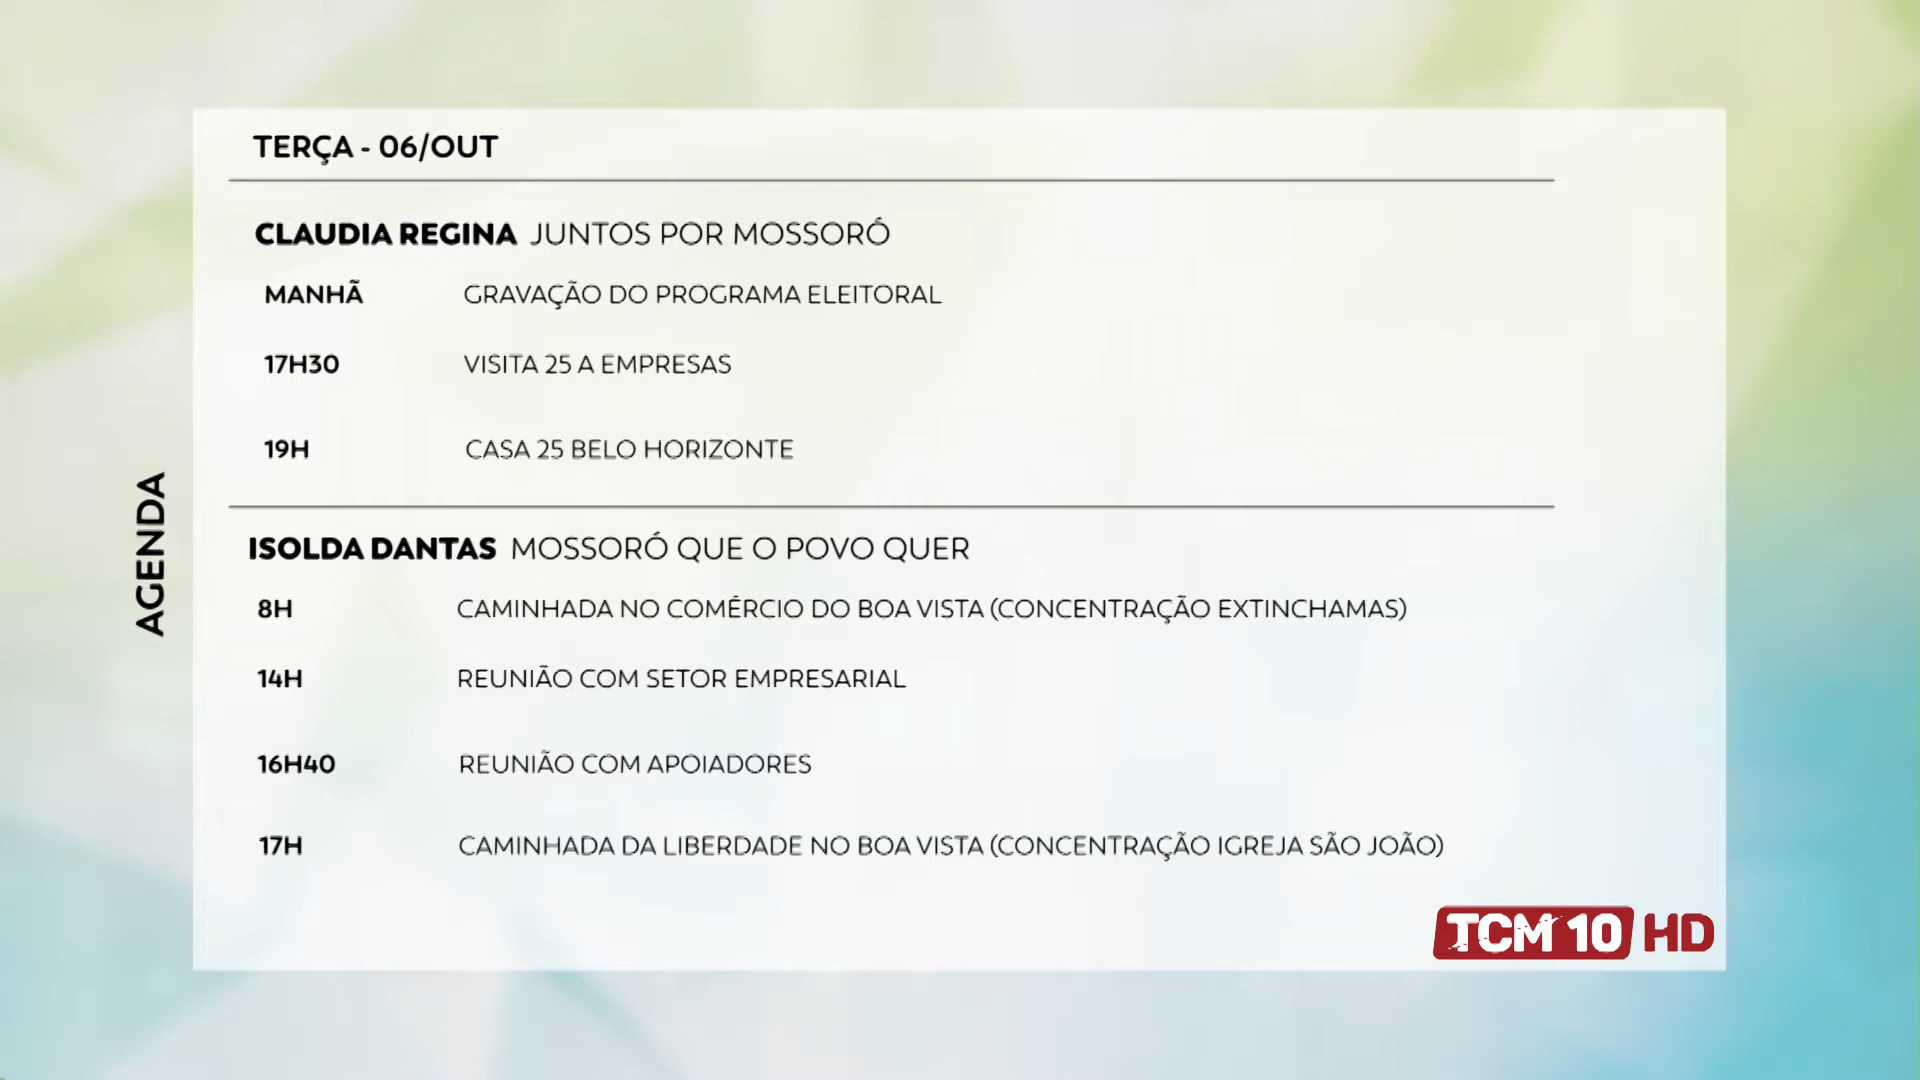 TERÇA - 06/OUT
CLAUDIA REGINA JUNTOS POR MOSSORÓ
MANHÃ GRAVAÇÃO DO PROGRAMA ELEITORAL
17H30 VISITA 25 A EMPRESAS
19H CASA 25 BELO HORIZONTE
AGENDA
ISOLDA DANTAS MOSSORÓ QUE O POVO QUER
8H CAMINHADA NO COMÉRCIO DO BOA VISTA (CONCENTRAÇÃO EXTINCHAMAS)
14H REUNIÃO COM SETOR EMPRESARIAL
16H40 REUNIÃO COM APOIADORES
17H CAMINHADA DA LIBERDADE NO BOA VISTA (CONCENTRAÇÃO IGREJA SÃO JOÃO)
TCM 10 HD